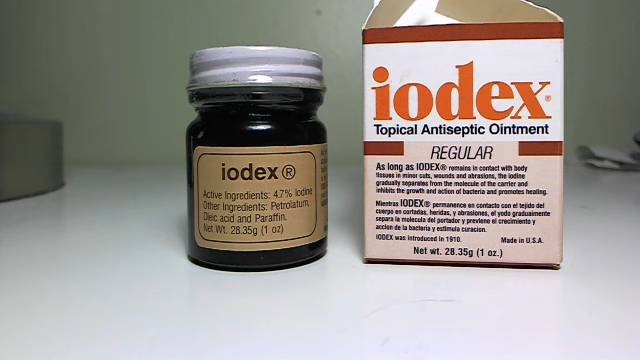 iodex ®
Active Ingredients: 4.7% Iodine
Other Ingredients: Petrolatum,
Oleic acid and Paraffin.
Net Wt. 28.35g (1 oz)
iodex®
Topical Antiseptic Ointment
REGULAR
As long as IODEX® remains in contact with body
tissues in minor cuts, wounds and abrasions, the iodine
gradually separates from the molecule of the carrier and
inhibits the growth and action of bacteria and promotes healing.
Mientras IODEX® permanence en contacto con el tejido del
cuerpo en cortadas, heridas, y abrasiones, el yodo gradualmente
separa la molecula del portador y previene el crecimiento y
accion de la bacteria y estimula curacion.
IODEX was introduced in 1910.
Made in U.S.A.
Net wt. 28.35g (1 oz.)